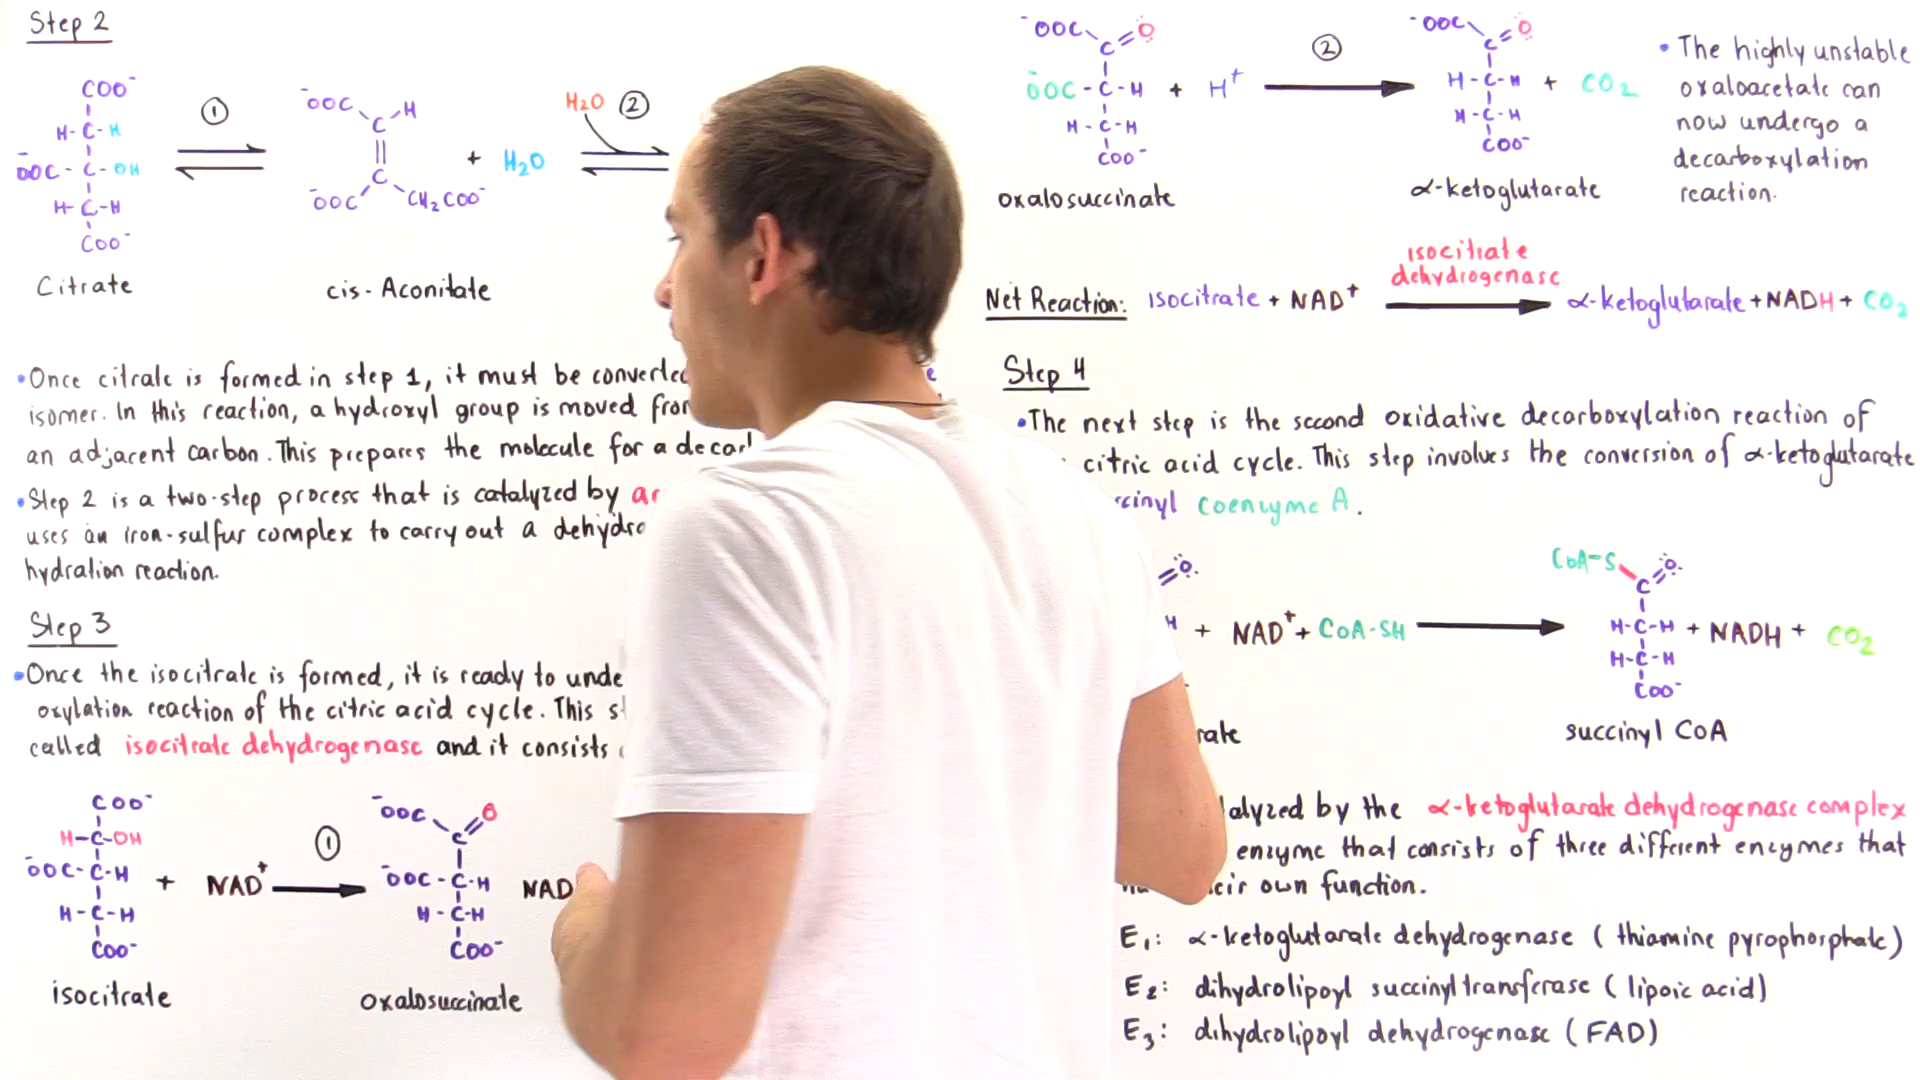 Step 2
COO⁻
H-C-H
⁻OOC-C-OH
H-C-H
COO⁻
Citrate
①
⁻OOC
C-H
C
⁻OOC
CH₂COO⁻
cis-Aconitate
+ H₂O
H₂O ②
•Once citrate is formed in step 1, it must be converted
isomer. In this reaction, a hydroxyl group is moved from
an adjacent carbon. This prepares the molecule for a
•Step 2 is a two-step process that is catalyzed by
uses an iron-sulfur complex to carry out a
hydration reaction.
Step 3
•Once the isocitrate is formed, it is ready to
oxylation reaction of the citric acid cycle. This
called isocitrate dehydrogenase and it consists
COO⁻
H-C-OH
⁻OOC-C-H
H-C-H
COO⁻
isocitrate
+ NAD⁺
①
⁻OOC
C=O
⁻OOC-C-H
H-C-H
COO⁻
oxalosuccinate
NAD
⁻OOC
C=O
⁻OOC-C-H + H⁺
H-C-H
COO⁻
oxalosuccinate
②
⁻OOC
C=O
H-C-H + CO₂
H-C-H
COO⁻
α-ketoglutarate
• The highly unstable
oxaloacetate can
now undergo a
decarboxylation
reaction.
isocitrate
dehydrogenase
Net Reaction: isocitrate + NAD⁺ α-ketoglutarate + NADH + CO₂
Step 4
•The next step is the second oxidative decarboxylation reaction of
citric acid cycle. This step involves the conversion of α-ketoglutarate
coenzyme A.
=O
H + NAD⁺ + CoA-SH
CoA-S
C=O
H-C-H + NADH + CO₂
H-C-H
COO⁻
succinyl CoA
by the α-ketoglutarate dehydrogenase complex
enzyme that consists of three different enzymes that
own function.
E₁: α-ketoglutarate dehydrogenase (thiamine pyrophosphate)
E₂: dihydrolipoyl succinyltransferase (lipoic acid)
E₃: dihydrolipoyl dehydrogenase (FAD)